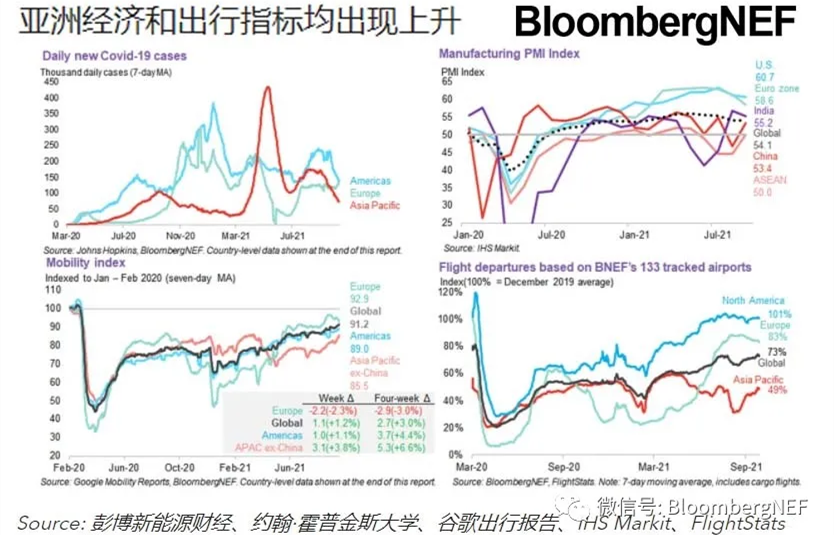 亚洲经济和出行指标均出现上升
BloombergNEF
Daily new Covid-19 cases
Thousand daily cases (7-day MA)
450
400
350
300
250
200
150
100
50
0
Mar-20 Jul-20 Nov-20 Mar-21 Jul-21
Americas
Europe
Asia Pacific
Source: Johns Hopkins, BloombergNEF. Country-level data shown at the end of this report.
Manufacturing PMI Index
PMI Index
65
60
55
50
45
40
35
30
25
Jan-20 Jul-20 Jan-21 Jul-21
U.S
60.7
Euro zone
58.6
India
55.2
Global
54.1
China
53.4
ASEAN
50.0
Source: IHS Markit.
Mobility index
Indexed to Jan – Feb 2020 (seven-day MA)
110
100
90
80
70
60
50
40
30
20
Feb-20 Jun-20 Oct-20 Feb-21 Jun-21
Europe
92.9
Global
91.2
Americas
89.0
Asia Pacific
ex-China
85.5
Week Δ Four-week Δ
Europe -2.2(-2.3%) -2.9(-3.0%)
Global 1.1(+1.2%) 2.7(+3.0%)
Americas 1.0(+1.1%) 3.7(+4.4%)
APAC ex-China 3.1(+3.8%) 5.3(+6.6%)
Source: Google Mobility Reports, BloombergNEF. Country-level data shown at the end of this report.
Flight departures based on BNEF's 133 tracked airports
Index(100% = December 2019 average)
120%
100%
80%
60%
40%
20%
0%
Mar-20 Sep-20 Mar-21 Sep-21
North America
101%
Europe
83%
73%
Global
Asia Pacific
49%
Source: BloombergNEF, FlightStats. Note: 7-day moving average, includes cargo flights.
微信号: BloombergNEF
Source: 彭博新能源财经、约翰·霍普金斯大学、谷歌出行报告、IHS Markit、FlightStats